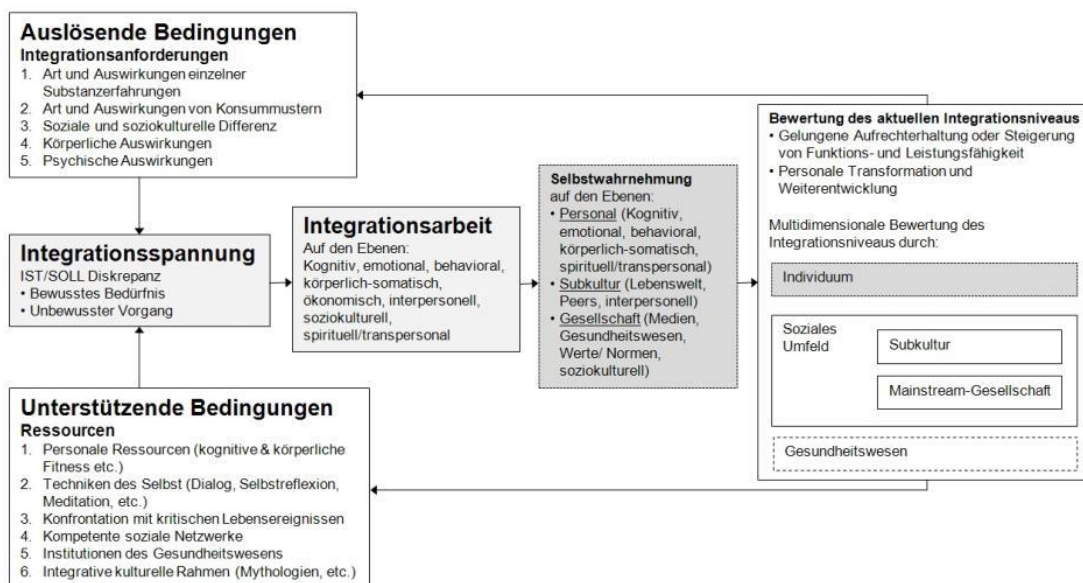 Auslösende Bedingungen
Integrationsanforderungen
1. Art und Auswirkungen einzelner
Substanzerfahrungen
2. Art und Auswirkungen von Konsummustern
3. Soziale und soziokulturelle Differenz
4. Körperliche Auswirkungen
5. Psychische Auswirkungen
Integrationsspannung
IST/SOLL Diskrepanz
• Bewusstes Bedürfnis
• Unbewusster Vorgang
Unterstützende Bedingungen
Ressourcen
1. Personale Ressourcen (kognitive & körperliche
Fitness etc.)
2. Techniken des Selbst (Dialog, Selbstreflexion,
Meditation, etc.)
3. Konfrontation mit kritischen Lebensereignissen
4. Kompetente soziale Netzwerke
5. Institutionen des Gesundheitswesens
6. Integrative kulturelle Rahmen (Mythologien, etc.)
Integrationsarbeit
Auf den Ebenen:
Kognitiv, emotional, behavioral,
körperlich-somatisch,
ökonomisch, interpersonell,
soziokulturell,
spirituell/transpersonal
Selbstwahrnehmung
auf den Ebenen:
• Personal (Kognitiv,
emotional, behavioral,
körperlich-somatisch,
spirituell/transpersonal)
• Subkultur (Lebenswelt,
Peers, interpersonell)
• Gesellschaft (Medien,
Gesundheitswesen,
Werte/ Normen,
soziokulturell)
Bewertung des aktuellen Integrationsniveaus
• Gelungene Aufrechterhaltung oder Steigerung
von Funktions- und Leistungsfähigkeit
• Personale Transformation und
Weiterentwicklung
Multidimensionale Bewertung des
Integrationsniveaus durch:
Individuum
Soziales
Umfeld
Subkultur
Mainstream-Gesellschaft
Gesundheitswesen